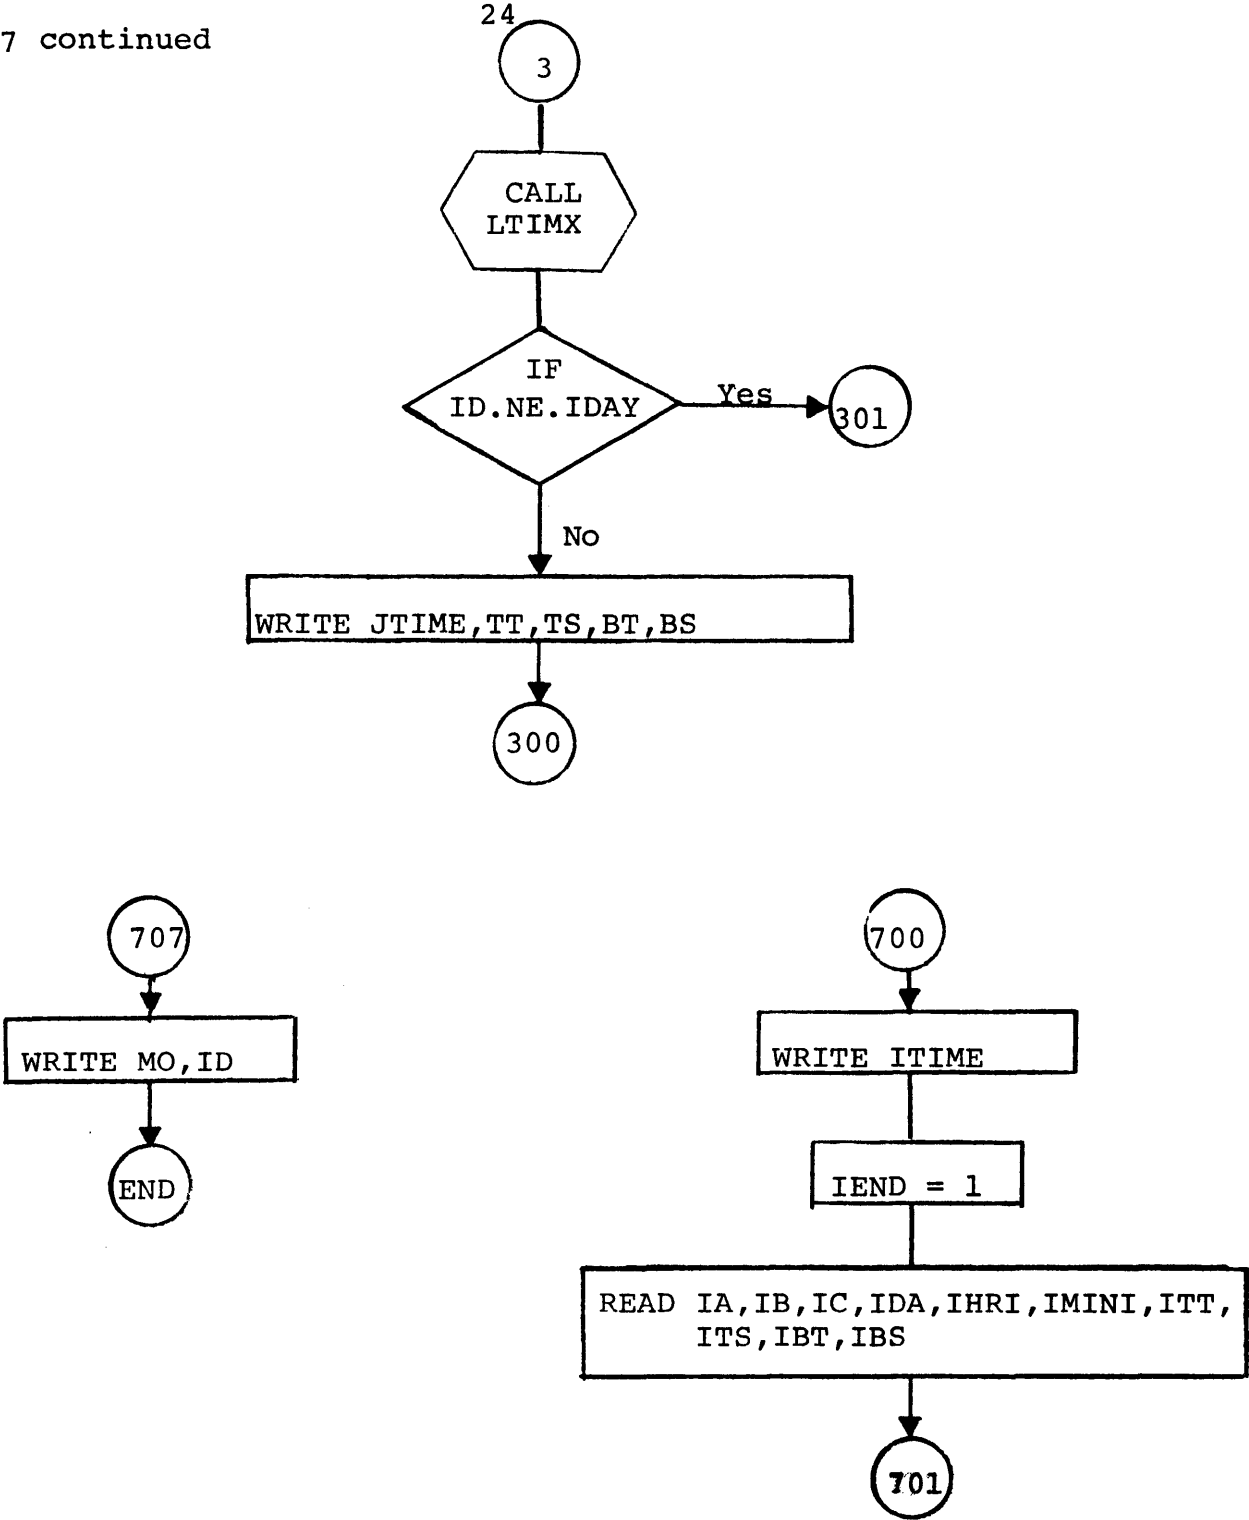 24
7 continued
3
CALL
LTIMX
IF
ID.NE.IDAY
Yes
301
No
WRITE JTIME,TT,TS,BT,BS
300
707
WRITE MO,ID
END
700
WRITE ITIME
IEND = 1
READ IA,IB,IC,IDA,IHRI,IMINI,ITT,
ITS,IBT,IBS
701